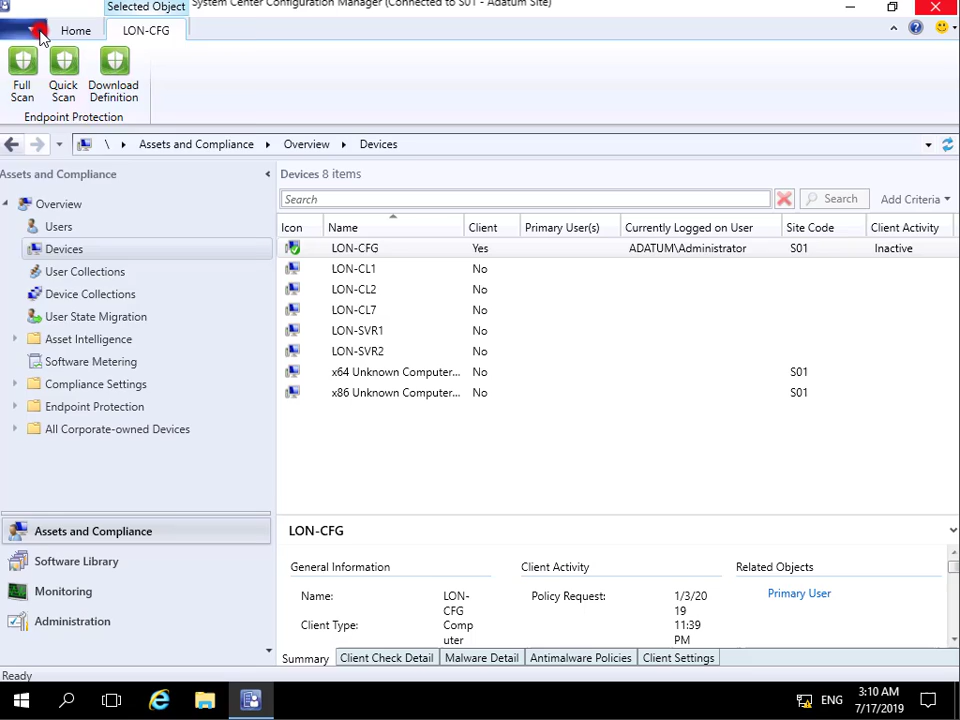 Selected Object
System Center Configuration Manager (Connected to S01 - Adatum Site)
Home
LON-CFG
Full Scan
Quick Scan
Download Definition
Endpoint Protection
\ Assets and Compliance Overview Devices
Assets and Compliance
Overview
Users
Devices
User Collections
Device Collections
User State Migration
Asset Intelligence
Software Metering
Compliance Settings
Endpoint Protection
All Corporate-owned Devices
Assets and Compliance
Software Library
Monitoring
Administration
Devices 8 items
Search
Search
Add Criteria
Icon Name Client Primary User(s) Currently Logged on User Site Code Client Activity
LON-CFG Yes ADATUM\Administrator S01 Inactive
LON-CL1 No
LON-CL2 No
LON-CL7 No
LON-SVR1 No
LON-SVR2 No
x64 Unknown Computer... No S01
x86 Unknown Computer... No S01
LON-CFG
General Information
Name: LON-
CFG
Client Type: Comp
uter
Client Activity
Policy Request: 1/3/20
19
11:39
PM
Related Objects
Primary User
Summary Client Check Detail Malware Detail Antimalware Policies Client Settings
Ready
ENG
3:10 AM
7/17/2019